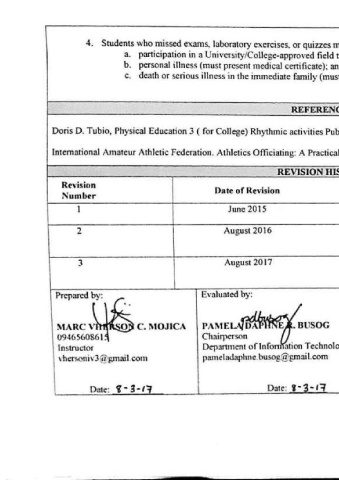 4. Students who missed exams, laboratory exercises, or quizzes m
a. participation in a University/College-approved field t
b. personal illness (must present medical certificate); an
c. death or serious illness in the immediate family (mus
REFERENC
Doris D. Tubio, Physical Education 3 ( for College) Rhythmic activities Pub
International Amateur Athletic Federation. Athletics Officiating: A Practical
REVISION HIS
Revision Number Date of Revision
1 June 2015
2 August 2016
3 August 2017
Prepared by: Evaluated by:
pdbusog
MARC C. MOJICA PAMELA DAPHNE R. BUSOG
09465608615 Chairperson
Instructor Department of Information Technolo
vhersoniv3@gmail.com pameladaphne.busog@gmail.com
Date: 8-3-17 Date: 8-3-17